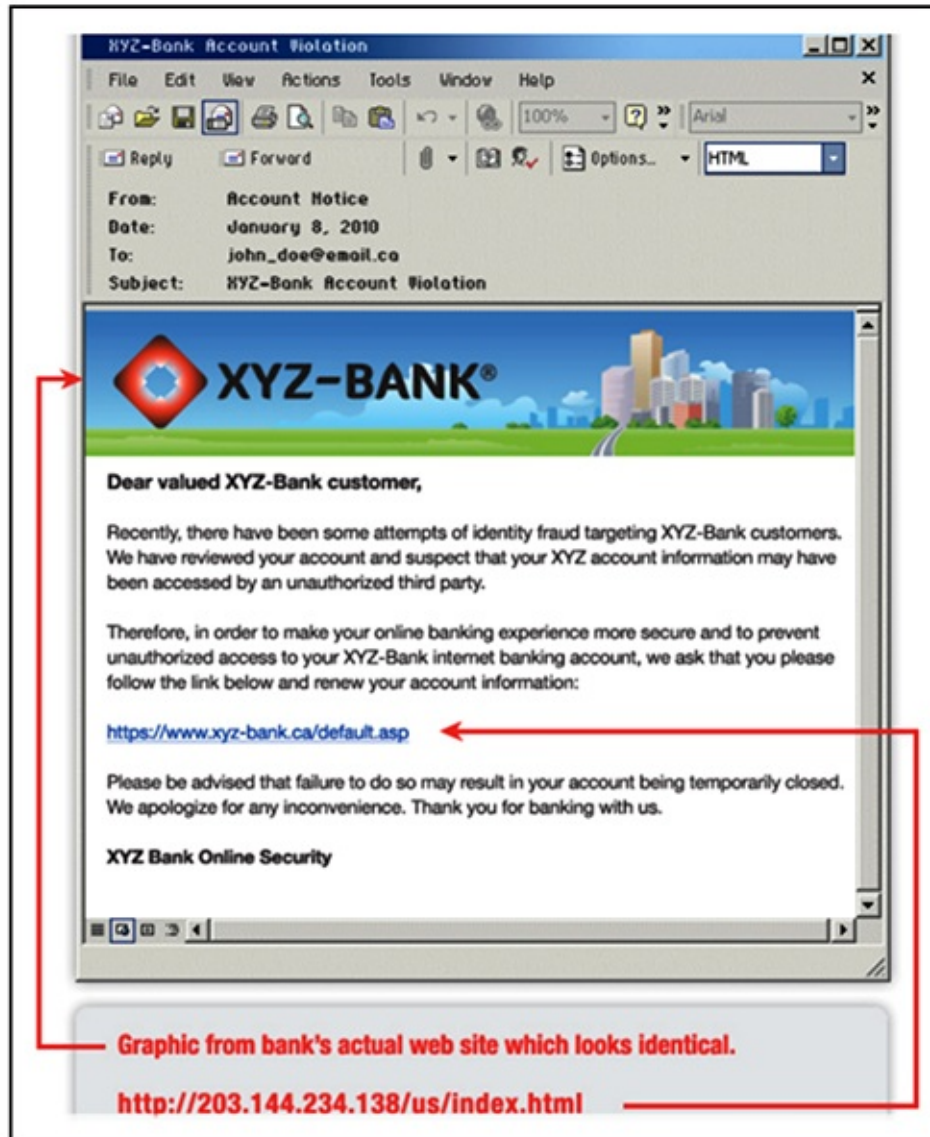 XYZ-Bank Account Violation
File Edit View Actions Tools Window Help
100% Arial
Reply Forward Options... HTML
From: Account Notice
Date: January 8, 2010
To: john_doe@email.ca
Subject: XYZ-Bank Account Violation
XYZ-BANK®
Dear valued XYZ-Bank customer,
Recently, there have been some attempts of identity fraud targeting XYZ-Bank customers.
We have reviewed your account and suspect that your XYZ account information may have
been accessed by an unauthorized third party.
Therefore, in order to make your online banking experience more secure and to prevent
unauthorized access to your XYZ-Bank internet banking account, we ask that you please
follow the link below and renew your account information:
https://www.xyz-bank.ca/default.asp
Please be advised that failure to do so may result in your account being temporarily closed.
We apologize for any inconvenience. Thank you for banking with us.
XYZ Bank Online Security
Graphic from bank's actual web site which looks identical.
http://203.144.234.138/us/index.html